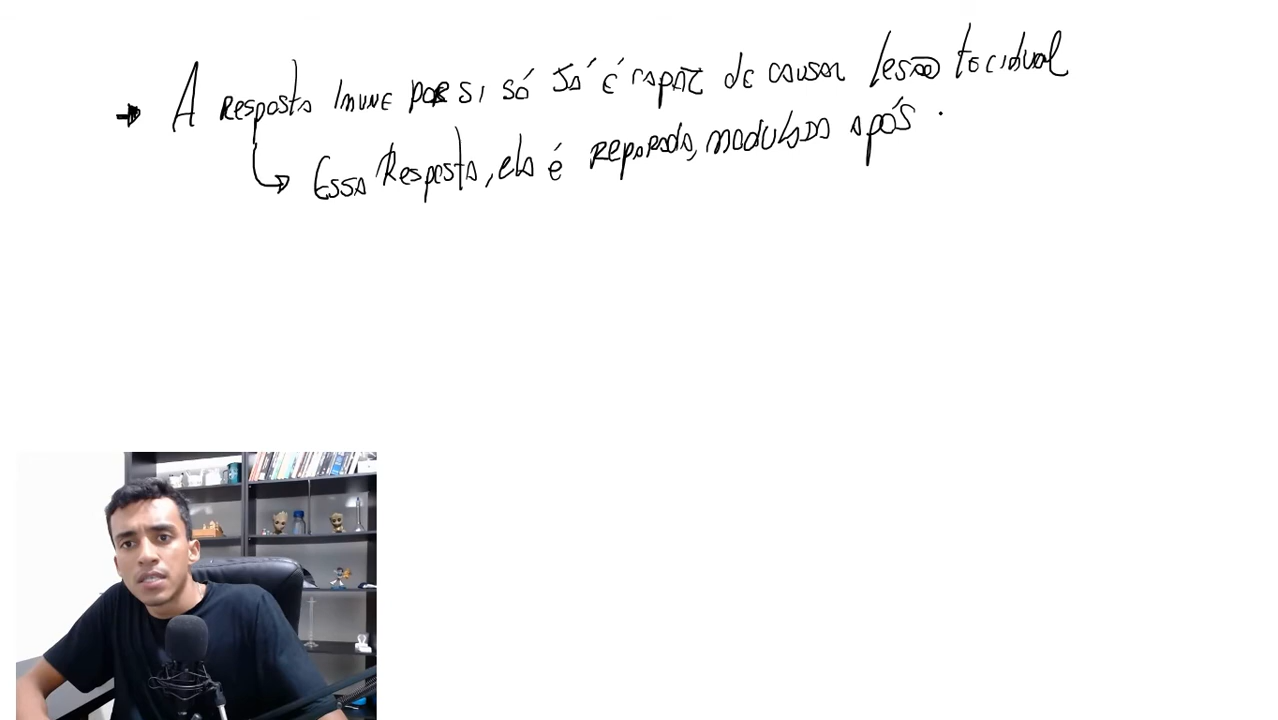 → A resposta imune por si só já é capaz de causar lesão tecidual
↳ Essa Resposta, ela é reparada, modulada após